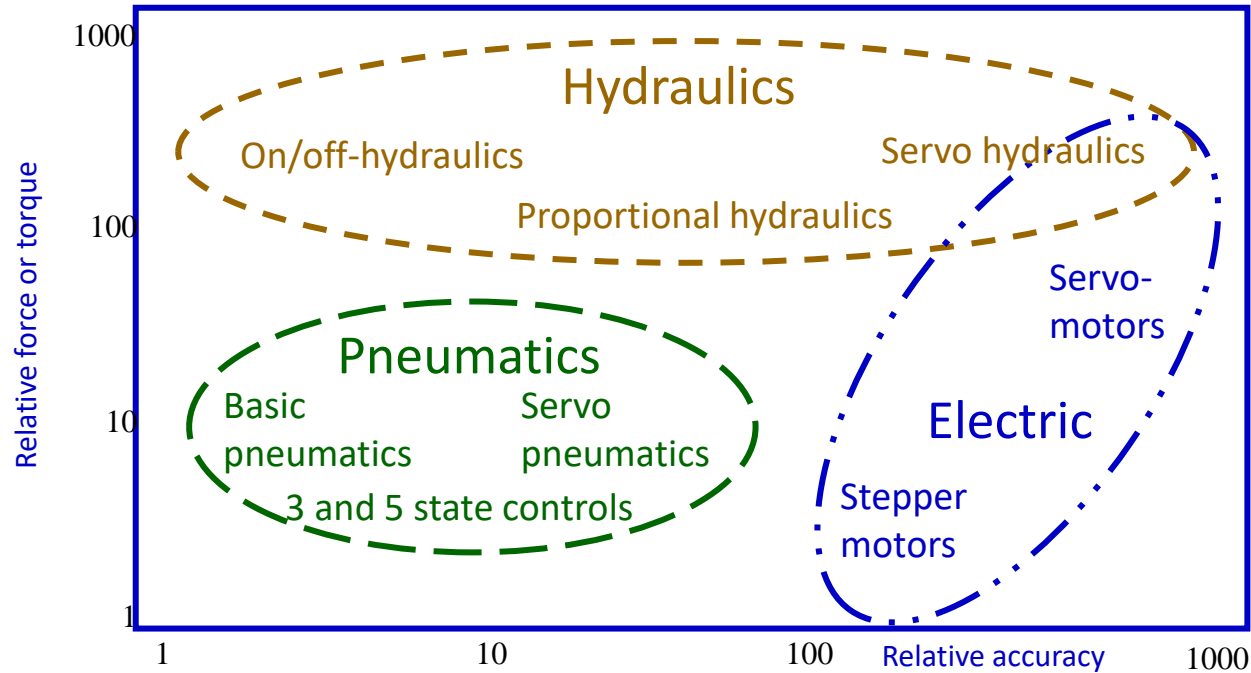 1000
Hydraulics
On/off-hydraulics
Servo hydraulics
Proportional hydraulics
100
Relative force or torque
Servo-
motors
Pneumatics
Basic
pneumatics
Servo
pneumatics
3 and 5 state controls
10
Electric
Stepper
motors
1
1
10
100
Relative accuracy
1000